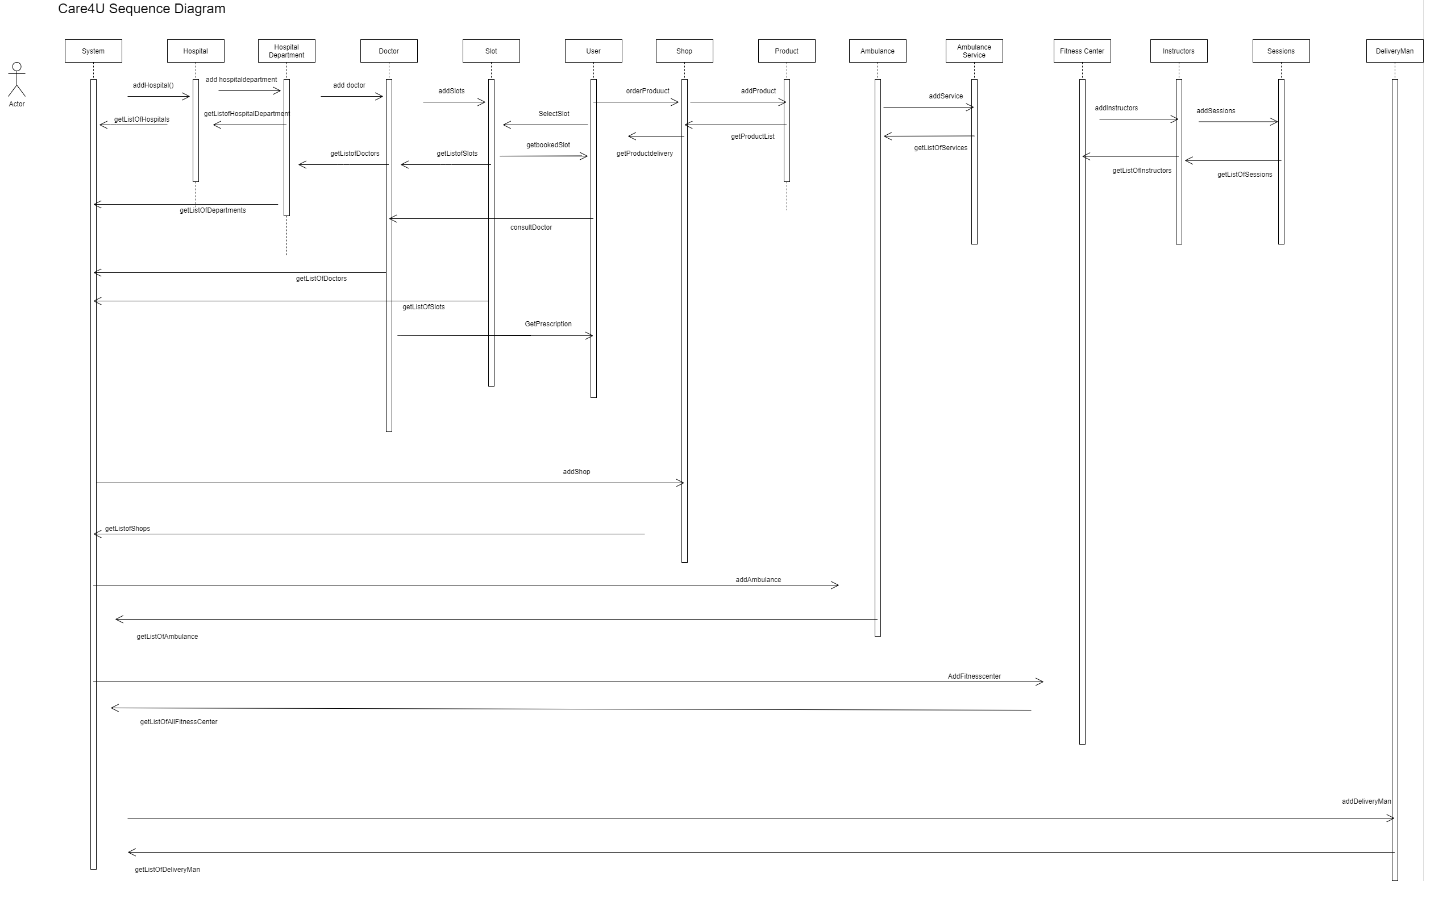 Care4U Sequence Diagram
System
Hospital
Hospital
Department
Doctor
Slot
User
Shop
Product
Ambulance
Ambulance
Service
Fitness Center
Instructors
Sessions
DeliveryMan
Actor
addHospital()
add hospitaldepartment
add doctor
addSlots
orderProduuct
addProduct
addService
addInstructors
addSessions
getListOfHospitals
getListofHospitalDepartment
SelectSlot
getProductList
getbookedSlot
getListOfServices
getListofDoctors
getListofSlots
getProductdelivery
getListOfInstructors
getListOfSessions
getListOfDepartments
consultDoctor
getListOfDoctors
getListOfSlots
GetPrescription
addShop
getListofShops
addAmbulance
getListOfAmbulance
AddFitnesscenter
getListOfAllFitnessCenter
addDeliveryMan
getListOfDeliveryMan